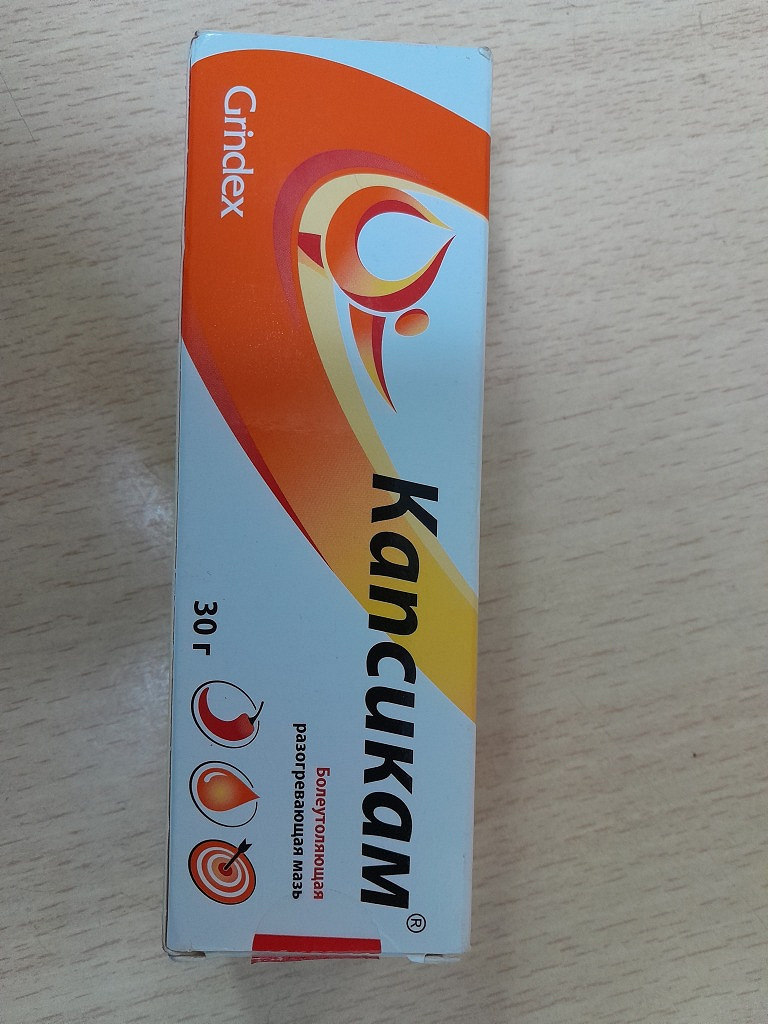 Grindex
Капсикам®
Болеутоляющая
разогревающая мазь
30 г